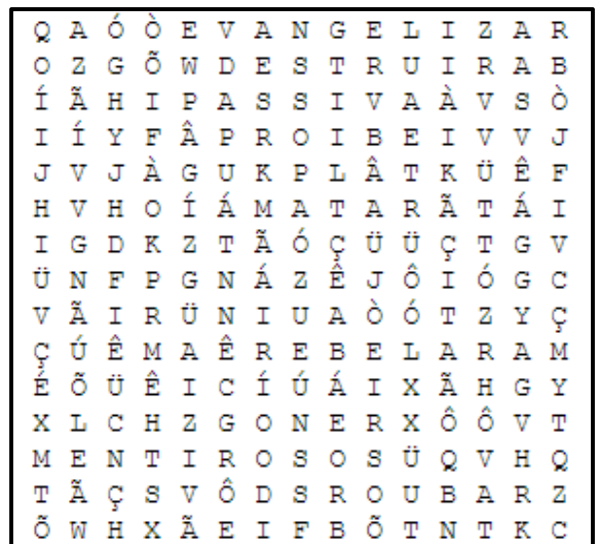 Q A Ó Ò E V A N G E L I Z A R
O Z G Õ W D E S T R U I R A B
Í Ã H I P A S S I V A À V S Ò
I Í Y F Â P R O I B E I V V J
J V J À G U K P L Â T K Ü Ê F
H V H O Í Á M A T A R Ã T Á I
I G D K Z T Ã Ó Ç Ü Ü Ç T G V
Ü N F P G N Á Z Ê J Ô I Ó G C
V Ã I R Ü N I U A Ò Ó T Z Y Ç
Ç Ú Ê M A Ê R E B E L A R A M
É Õ Ü Ê I C Í Ú Á I X Ã H G Y
X L C H Z G O N E R X Ô Ô V T
M E N T I R O S O S Ü Q V H Q
T Ã Ç S V Ô D S R O U B A R Z
Õ W H X Ã E I F B Õ T N T K C